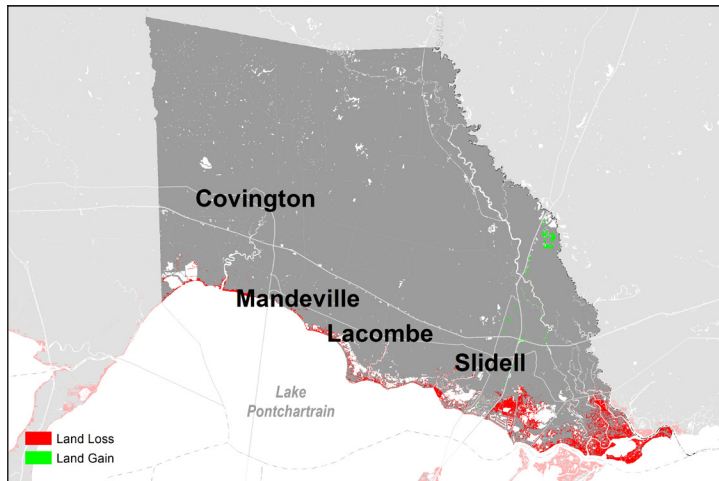 Covington
Mandeville
Lacombe
Slidell
Lake
Pontchartrain
Land Loss
Land Gain